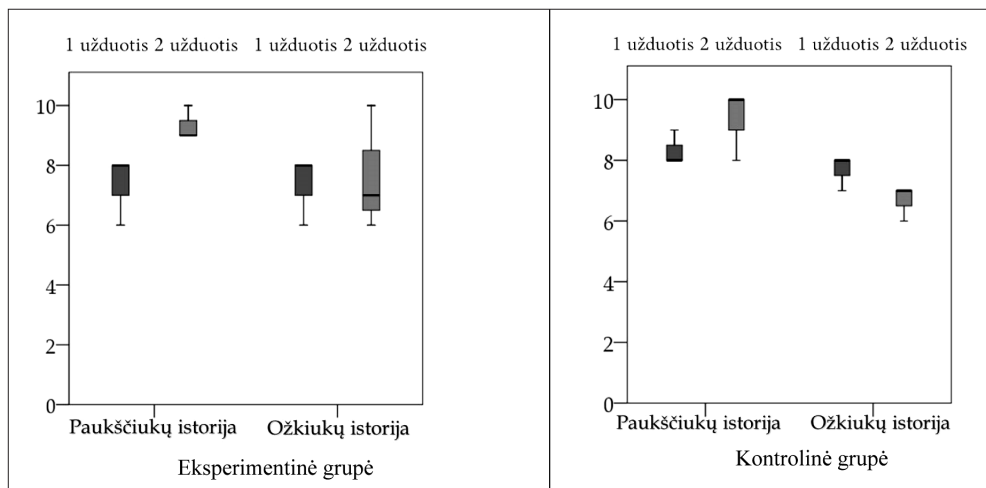 1 užduotis 2 užduotis 1 užduotis 2 užduotis
10
8
6
4
2
0
Paukščiukų istorija Ožkiukų istorija
Eksperimentinė grupė
1 užduotis 2 užduotis 1 užduotis 2 užduotis
10
8
6
4
2
0
Paukščiukų istorija Ožkiukų istorija
Kontrolinė grupė